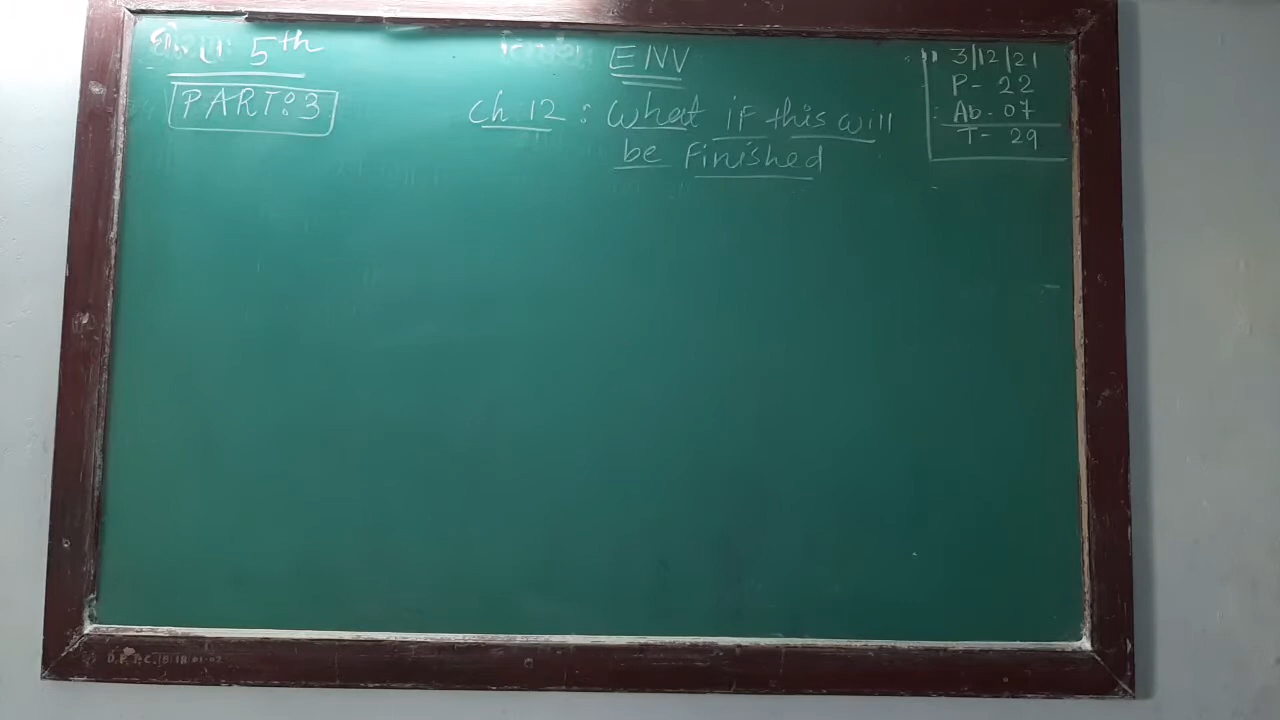 5th
PART: 3
ENV
Ch 12 : What if this will
be Finished
3/12/21
P - 22
Ab - 07
T - 29